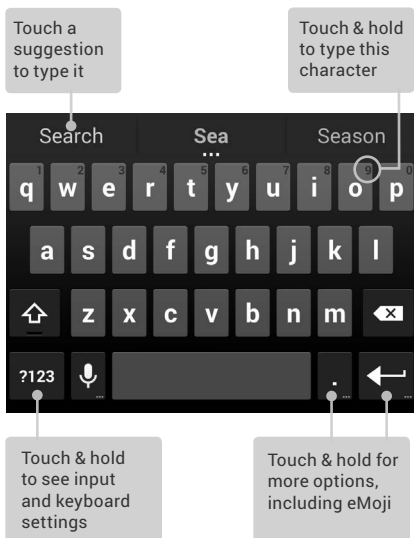 Touch a
suggestion
to type it
Touch & hold
to type this
character
Search Sea Season
...
1 2 3 4 5 6 7 8 9 0
q w e r t y u i o p
a s d f g h j k l
z x c v b n m
?123 .
Touch & hold
to see input
and keyboard
settings
Touch & hold for
more options,
including eMoji